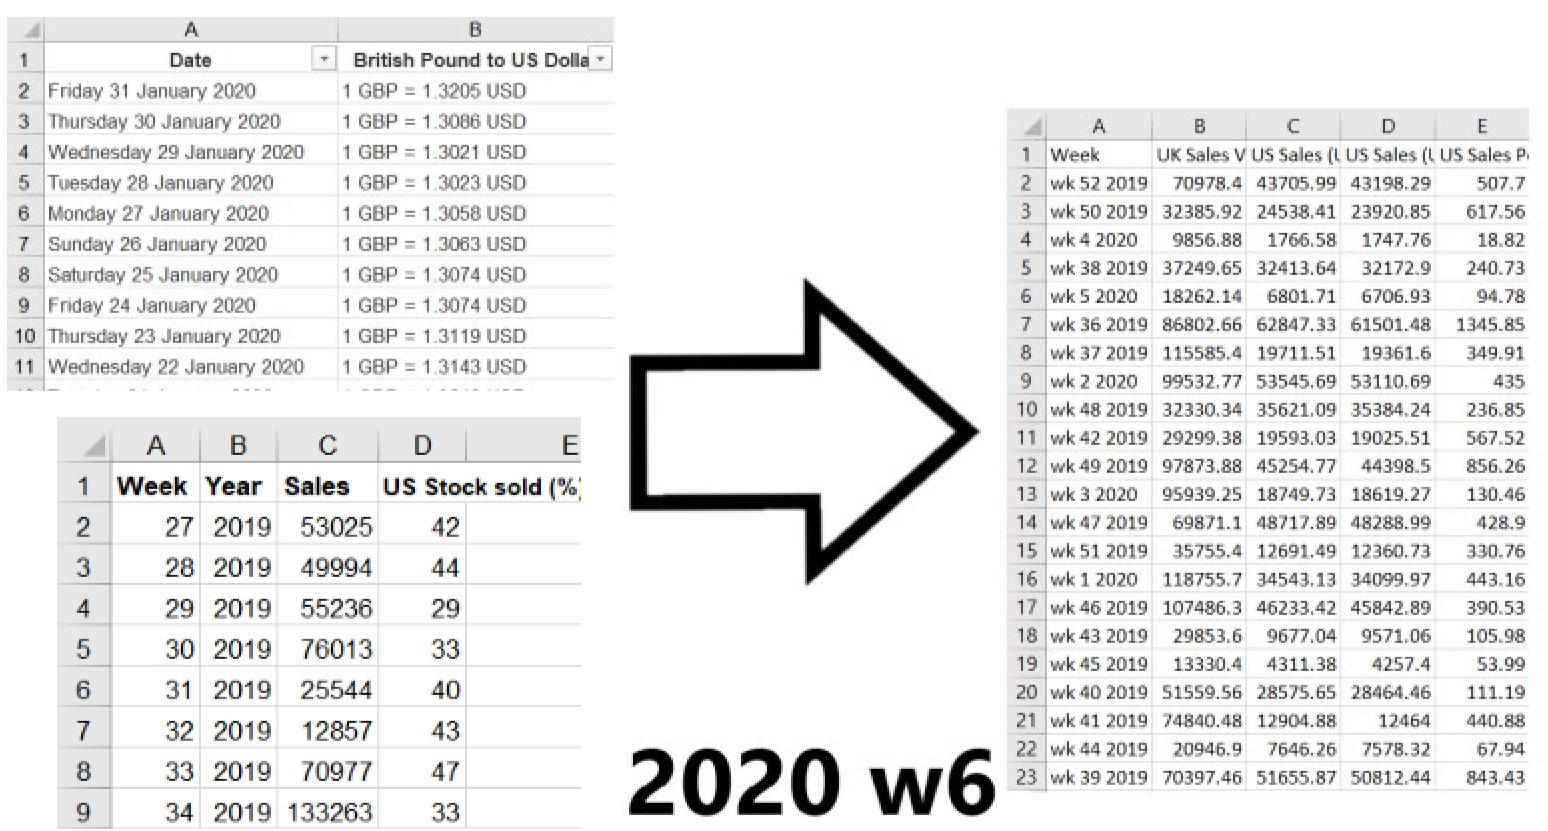 A B
1 Date British Pound to US Dolla
2 Friday 31 January 2020 1 GBP = 1.3205 USD
3 Thursday 30 January 2020 1 GBP = 1.3086 USD
4 Wednesday 29 January 2020 1 GBP = 1.3021 USD
5 Tuesday 28 January 2020 1 GBP = 1.3023 USD
6 Monday 27 January 2020 1 GBP = 1.3058 USD
7 Sunday 26 January 2020 1 GBP = 1.3063 USD
8 Saturday 25 January 2020 1 GBP = 1.3074 USD
9 Friday 24 January 2020 1 GBP = 1.3074 USD
10 Thursday 23 January 2020 1 GBP = 1.3119 USD
11 Wednesday 22 January 2020 1 GBP = 1.3143 USD
A B C D E
1 Week Year Sales US Stock sold (%)
2 27 2019 53025 42
3 28 2019 49994 44
4 29 2019 55236 29
5 30 2019 76013 33
6 31 2019 25544 40
7 32 2019 12857 43
8 33 2019 70977 47
9 34 2019 133263 33
2020 w6
A B C D E
1 Week UK Sales V US Sales (U US Sales (U US Sales P
2 wk 52 2019 70978.4 43705.99 43198.29 507.7
3 wk 50 2019 32385.92 24538.41 23920.85 617.56
4 wk 4 2020 9856.88 1766.58 1747.76 18.82
5 wk 38 2019 37249.65 32413.64 32172.9 240.73
6 wk 5 2020 18262.14 6801.71 6706.93 94.78
7 wk 36 2019 86802.66 62847.33 61501.48 1345.85
8 wk 37 2019 115585.4 19711.51 19361.6 349.91
9 wk 2 2020 99532.77 53545.69 53110.69 435
10 wk 48 2019 32330.34 35621.09 35384.24 236.85
11 wk 42 2019 29299.38 19593.03 19025.51 567.52
12 wk 49 2019 97873.88 45254.77 44398.5 856.26
13 wk 3 2020 95939.25 18749.73 18619.27 130.46
14 wk 47 2019 69871.1 48717.89 48288.99 428.9
15 wk 51 2019 35755.4 12691.49 12360.73 330.76
16 wk 1 2020 118755.7 34543.13 34099.97 443.16
17 wk 46 2019 107486.3 46233.42 45842.89 390.53
18 wk 43 2019 29853.6 9677.04 9571.06 105.98
19 wk 45 2019 13330.4 4311.38 4257.4 53.99
20 wk 40 2019 51559.56 28575.65 28464.46 111.19
21 wk 41 2019 74840.48 12904.88 12464 440.88
22 wk 44 2019 20946.9 7646.26 7578.32 67.94
23 wk 39 2019 70397.46 51655.87 50812.44 843.43